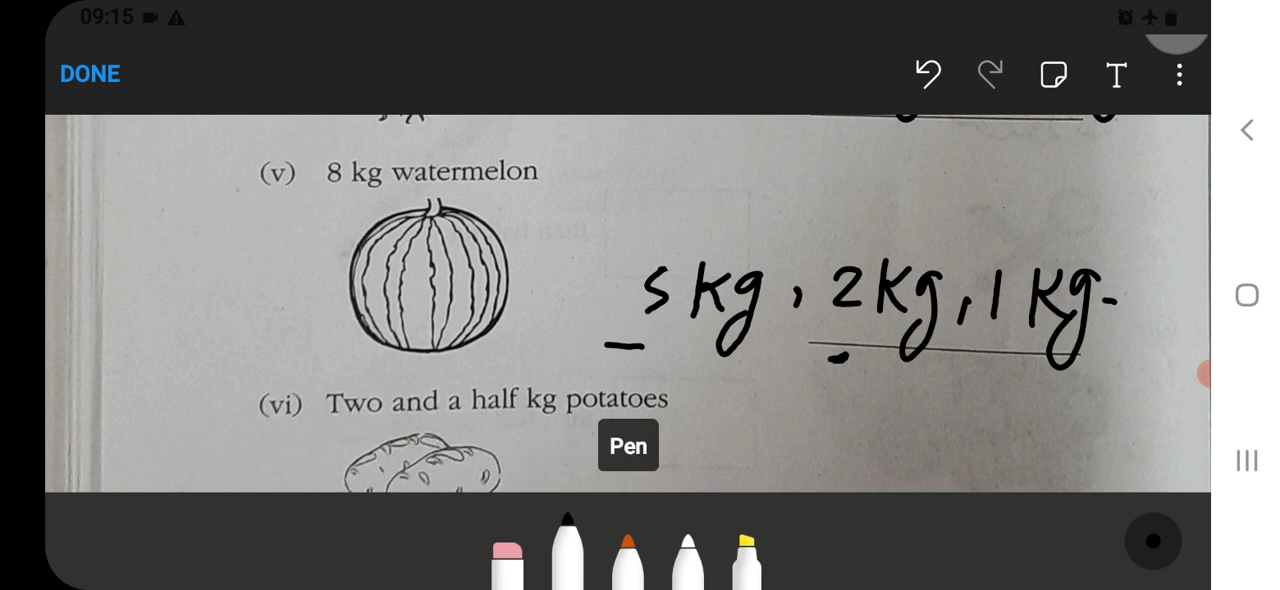 09:15
DONE
T
(v) 8 kg watermelon
5 kg, 2 kg, 1 kg.
(vi) Two and a half kg potatoes
Pen